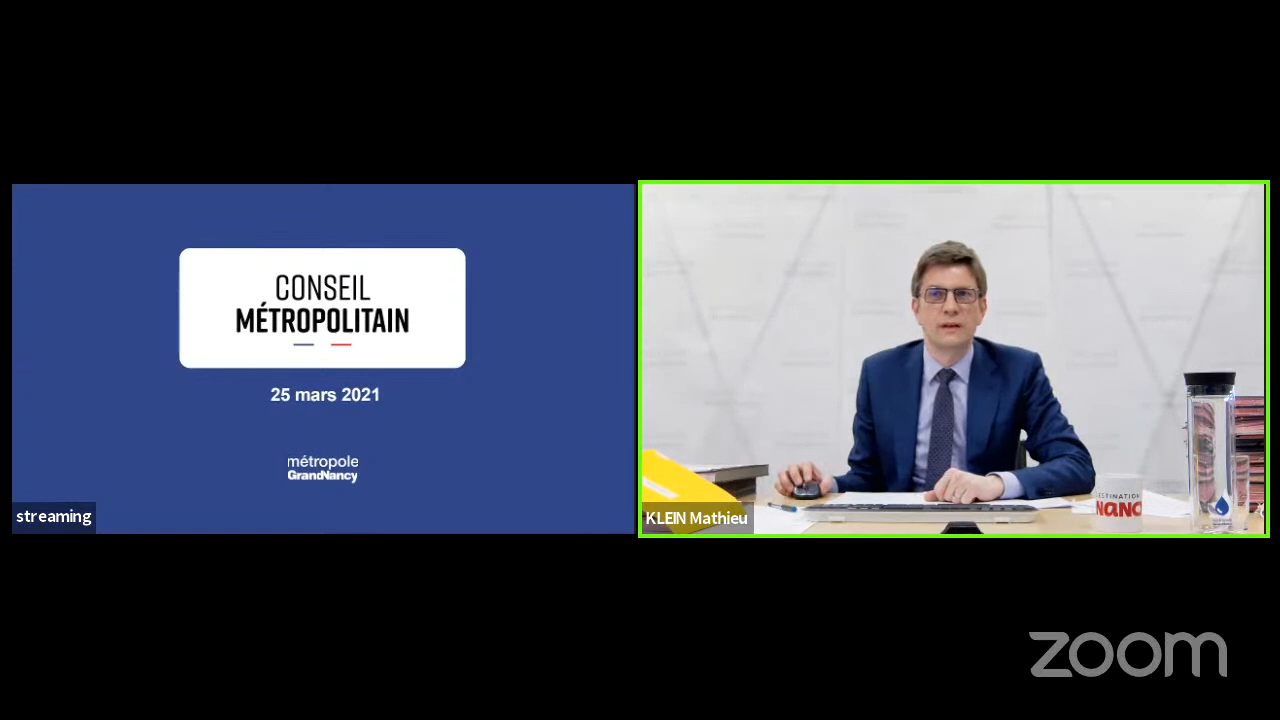 CONSEIL
MÉTROPOLITAIN
25 mars 2021
métropole
GrandNancy
streaming
KLEIN Mathieu
NANC
zoom